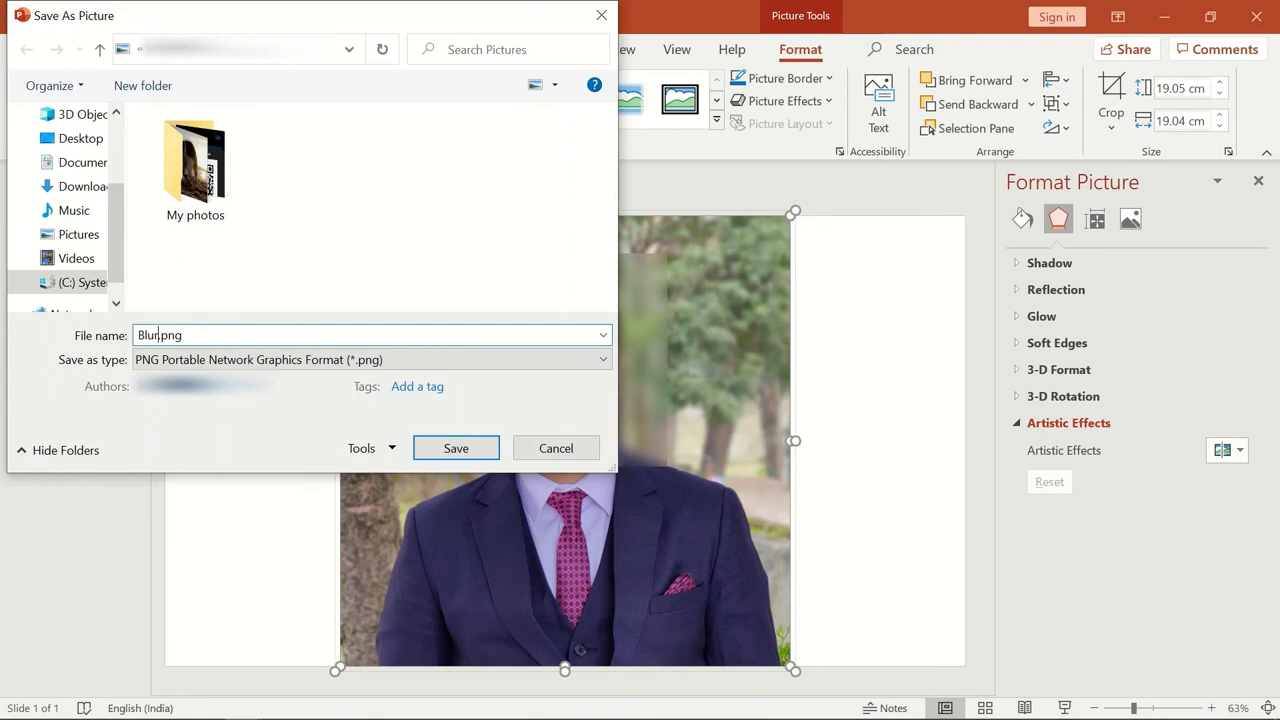 Save As Picture
Picture Tools
Sign in
«
Search Pictures
View
Help
Format
Search
Share
Comments
Organize
New folder
Picture Border
Picture Effects
Picture Layout
Alt
Text
Accessibility
Bring Forward
Send Backward
Selection Pane
Arrange
Crop
19.05 cm
19.04 cm
Size
3D Objec
Desktop
Documen
Downloa
Music
Pictures
Videos
(C:) Syste
My photos
File name:
Blur.png
Save as type:
PNG Portable Network Graphics Format (*.png)
Authors:
Tags:
Add a tag
Hide Folders
Tools
Save
Cancel
Format Picture
Shadow
Reflection
Glow
Soft Edges
3-D Format
3-D Rotation
Artistic Effects
Artistic Effects
Reset
Slide 1 of 1
English (India)
Notes
63%